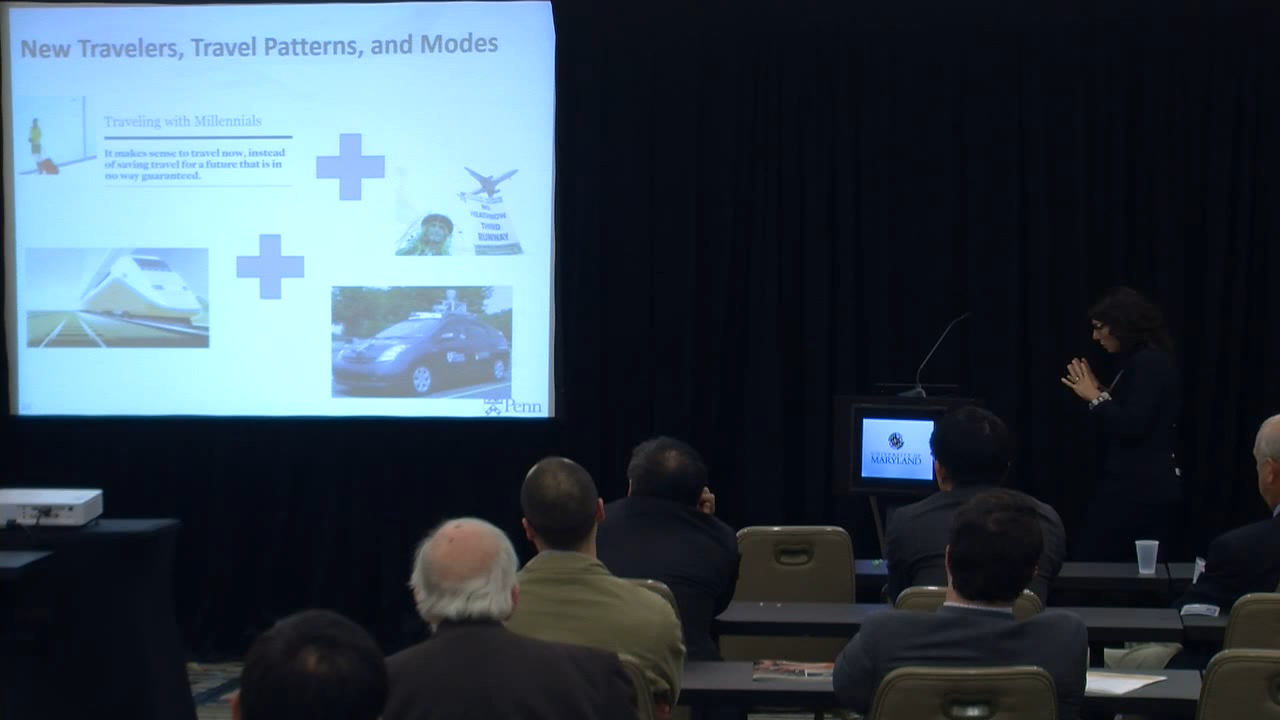 New Travelers, Travel Patterns, and Modes
Traveling with Millennials
It makes sense to travel now, instead
of saving travel for a future that is in
no way guaranteed.
NO
HEATHROW
THIRD
RUNWAY
Penn
UNIVERSITY OF
MARYLAND